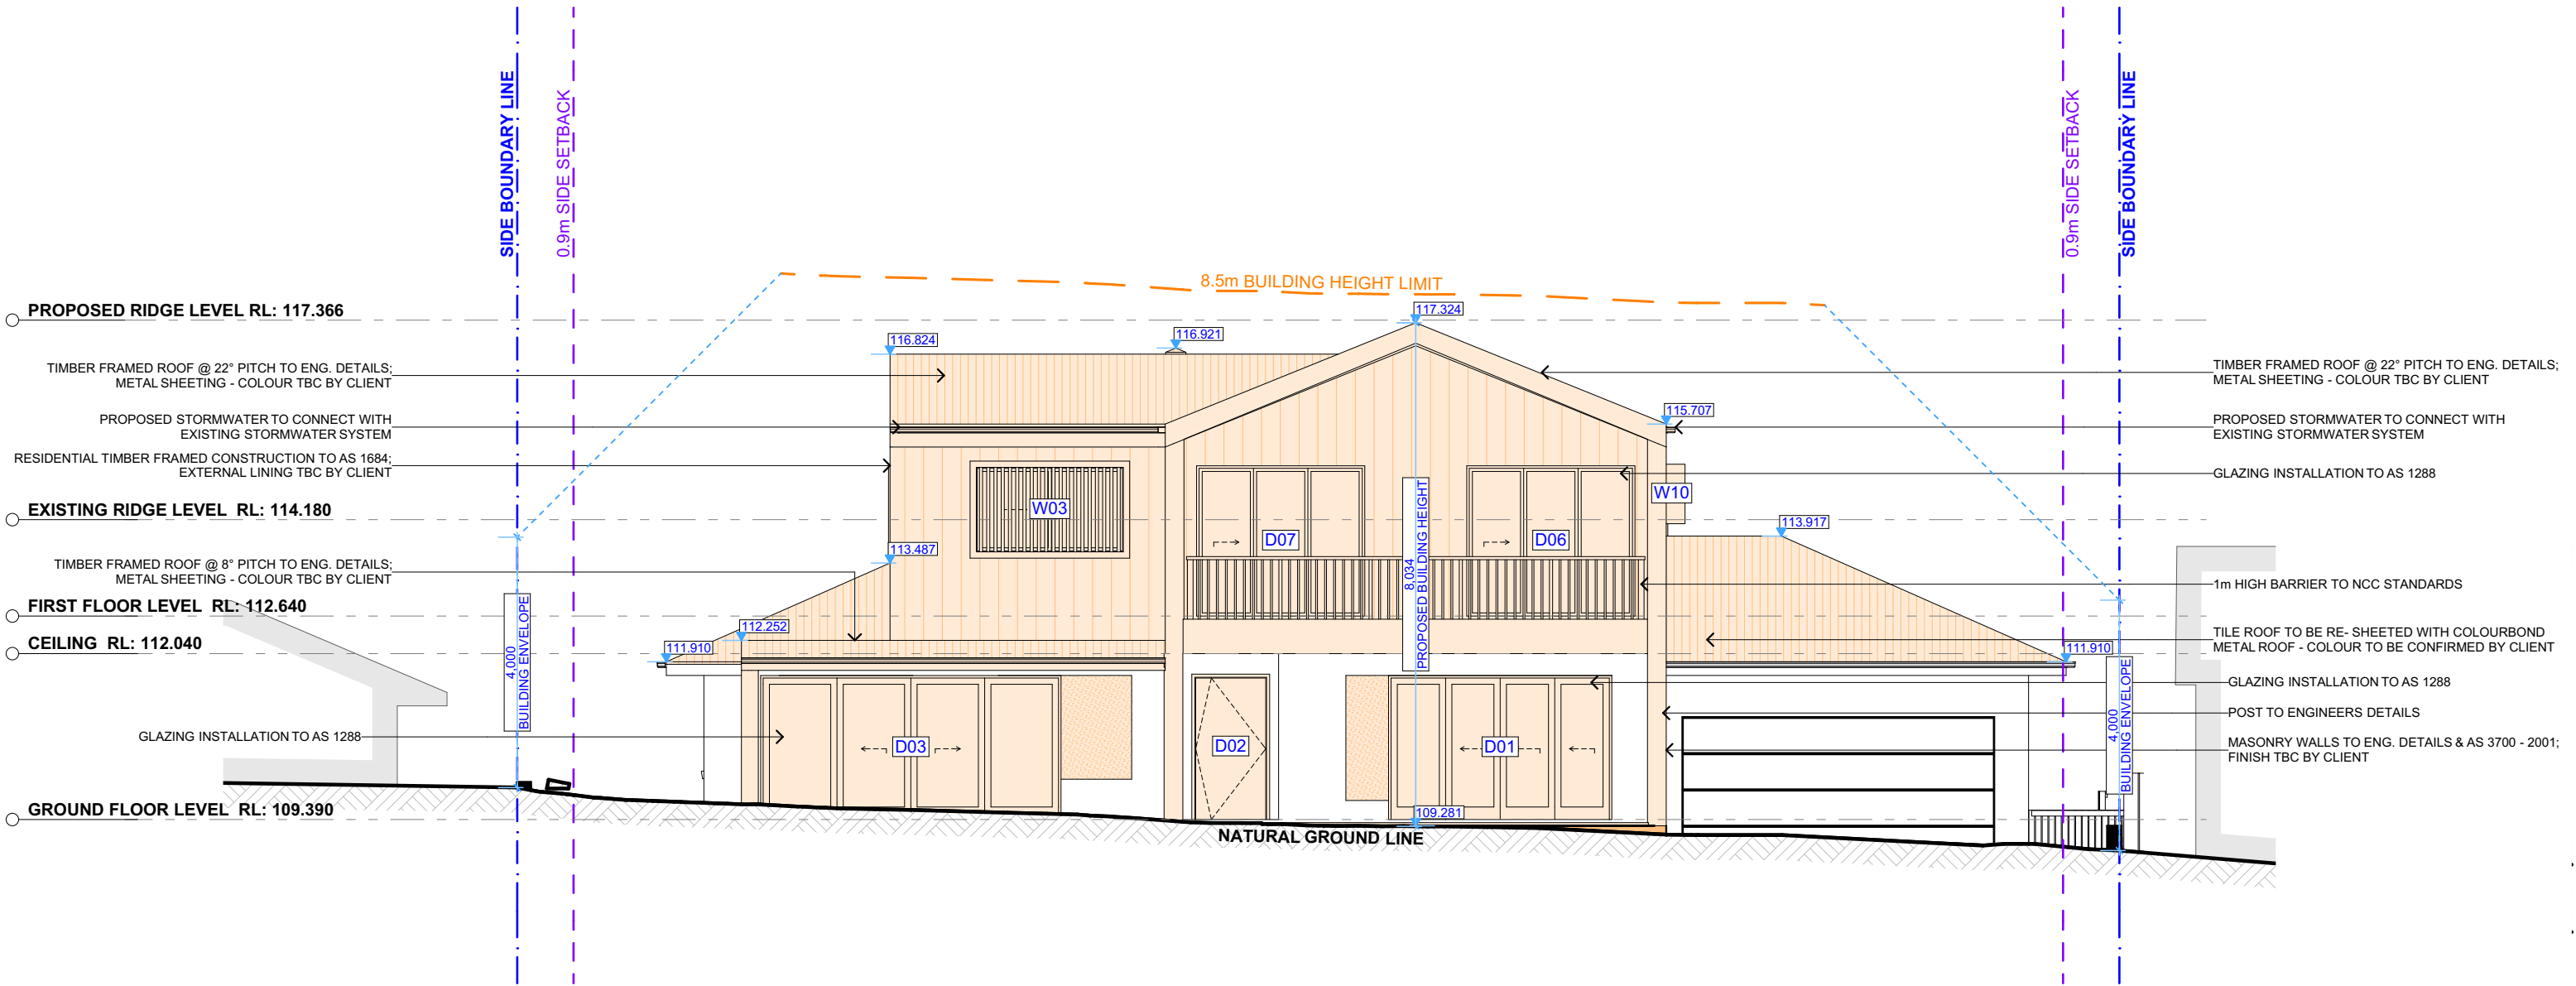 SIDE BOUNDARY LINE
0.9m SIDE SETBACK
0.9m SIDE SETBACK
SIDE BOUNDARY LINE
8.5m BUILDING HEIGHT LIMIT
PROPOSED RIDGE LEVEL RL: 117.366
117.324
116.824
116.921
TIMBER FRAMED ROOF @ 22° PITCH TO ENG. DETAILS;
METAL SHEETING - COLOUR TBC BY CLIENT
TIMBER FRAMED ROOF @ 22° PITCH TO ENG. DETAILS;
METAL SHEETING - COLOUR TBC BY CLIENT
115.707
PROPOSED STORMWATER TO CONNECT WITH
EXISTING STORMWATER SYSTEM
PROPOSED STORMWATER TO CONNECT WITH
EXISTING STORMWATER SYSTEM
RESIDENTIAL TIMBER FRAMED CONSTRUCTION TO AS 1684;
EXTERNAL LINING TBC BY CLIENT
GLAZING INSTALLATION TO AS 1288
W03
W10
EXISTING RIDGE LEVEL RL: 114.180
113.917
D07
D06
113.487
TIMBER FRAMED ROOF @ 8° PITCH TO ENG. DETAILS;
METAL SHEETING - COLOUR TBC BY CLIENT
8,034
PROPOSED BUILDING HEIGHT
1m HIGH BARRIER TO NCC STANDARDS
FIRST FLOOR LEVEL RL: 112.640
112.252
CEILING RL: 112.040
111.910
111.910
TILE ROOF TO BE RE- SHEETED WITH COLOURBOND
METAL ROOF - COLOUR TO BE CONFIRMED BY CLIENT
4,000
BUILDING ENVELOPE
4,000
BUILDING ENVELOPE
GLAZING INSTALLATION TO AS 1288
POST TO ENGINEERS DETAILS
GLAZING INSTALLATION TO AS 1288
D03
D02
D01
MASONRY WALLS TO ENG. DETAILS & AS 3700 - 2001;
FINISH TBC BY CLIENT
GROUND FLOOR LEVEL RL: 109.390
109.281
NATURAL GROUND LINE